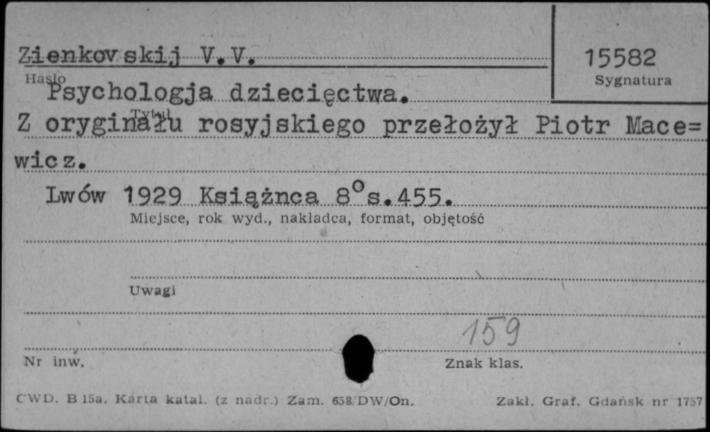 Zienkovskij V.V.
15582
Hasło
Sygnatura
Psychologja dziecięctwa.
Tytuł
Z oryginału rosyjskiego przełożył Piotr Mace=
wicz.
Lwów 1929 Książnca 8° s.455.
Miejsce, rok wyd., nakładca, format, objętość
Uwagi
159
Nr inw.
Znak klas.
CWD. B 15a. Karta katal. (z nadr.) Zam. 658/DW/On.
Zakł. Graf. Gdańsk nr 1757